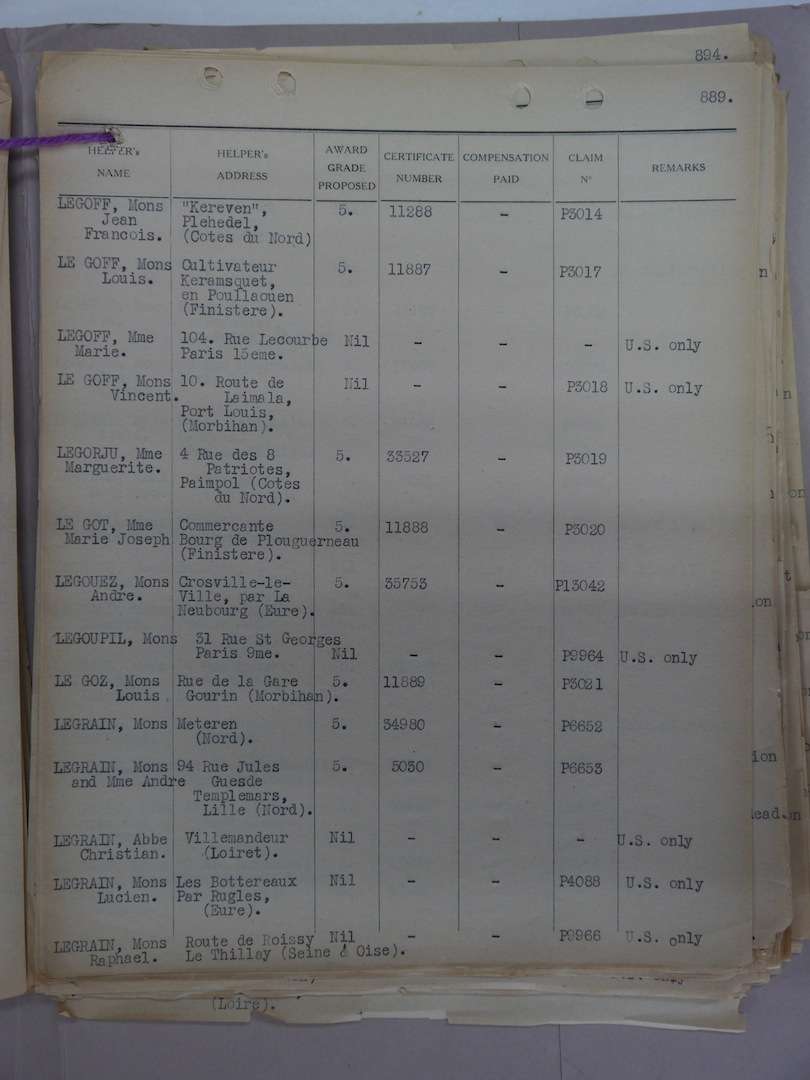 894.
889.
HELPER's NAME HELPER's ADDRESS AWARD GRADE PROPOSED CERTIFICATE NUMBER COMPENSATION PAID CLAIM Nº REMARKS
LEGOFF, Mons "Kereven", 5. 11288 - P3014
Jean Plehedel,
Francois. (Cotes du Nord)
LE GOFF, Mons Cultivateur 5. 11887 - P3017
Louis. Keramsquet,
en Poullaouen
(Finistere).
LEGOFF, Mme 104. Rue Lecourbe Nil - - - U.S. only
Marie. Paris 15eme.
LE GOFF, Mons 10. Route de Nil - - P3018 U.S. only
Vincent. Laimala,
Port Louis,
(Morbihan).
LEGORJU, Mme 4 Rue des 8 5. 33527 - P3019
Marguerite. Patriotes,
Paimpol (Cotes
du Nord).
LE GOT, Mme Commercante 5. 11888 - P3020
Marie Joseph Bourg de Plouguerneau
(Finistere).
LEGOUEZ, Mons Crosville-le- 5. 35753 - P13042
Andre. Ville, par La
Neubourg (Eure).
LEGOUPIL, Mons 31 Rue St Georges
Paris 9me. Nil - - P9964 U.S. only
LE GOZ, Mons Rue de la Gare 5. 11889 - P3021
Louis. Gourin (Morbihan).
LEGRAIN, Mons Meteren 5. 34980 - P6652
(Nord).
LEGRAIN, Mons 94 Rue Jules 5. 5030 - P6653
and Mme Andre Guesde
Templemars,
Lille (Nord).
LEGRAIN, Abbe Villemandeur Nil - - - U.S. only
Christian. (Loiret).
LEGRAIN, Mons Les Bottereaux Nil - - P4088 U.S. only
Lucien. Par Rugles,
(Eure).
LEGRAIN, Mons Route de Roissy Nil - - P9966 U.S. only
Raphael. Le Thillay (Seine & Oise).
(Loire).